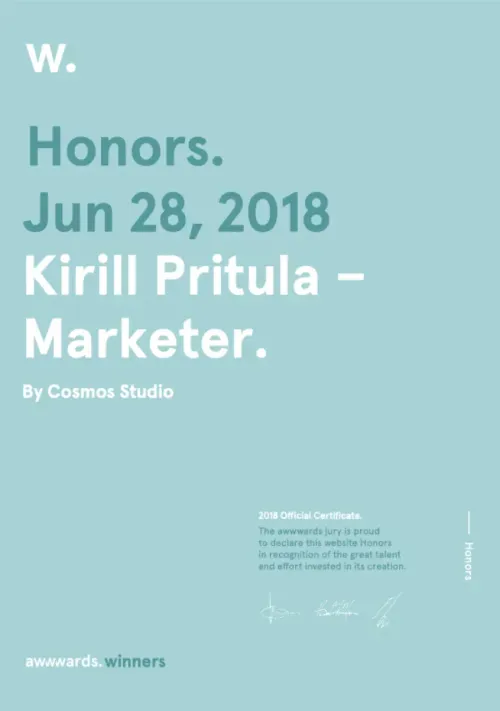 w.
Honors.
Jun 28, 2018
Kirill Pritula –
Marketer.
By Cosmos Studio
2018 Official Certificate.
The awwwards jury is proud
to declare this website Honors
in recognition of the great talent
and effort invested in its creation.
Honors
awwwards.winners